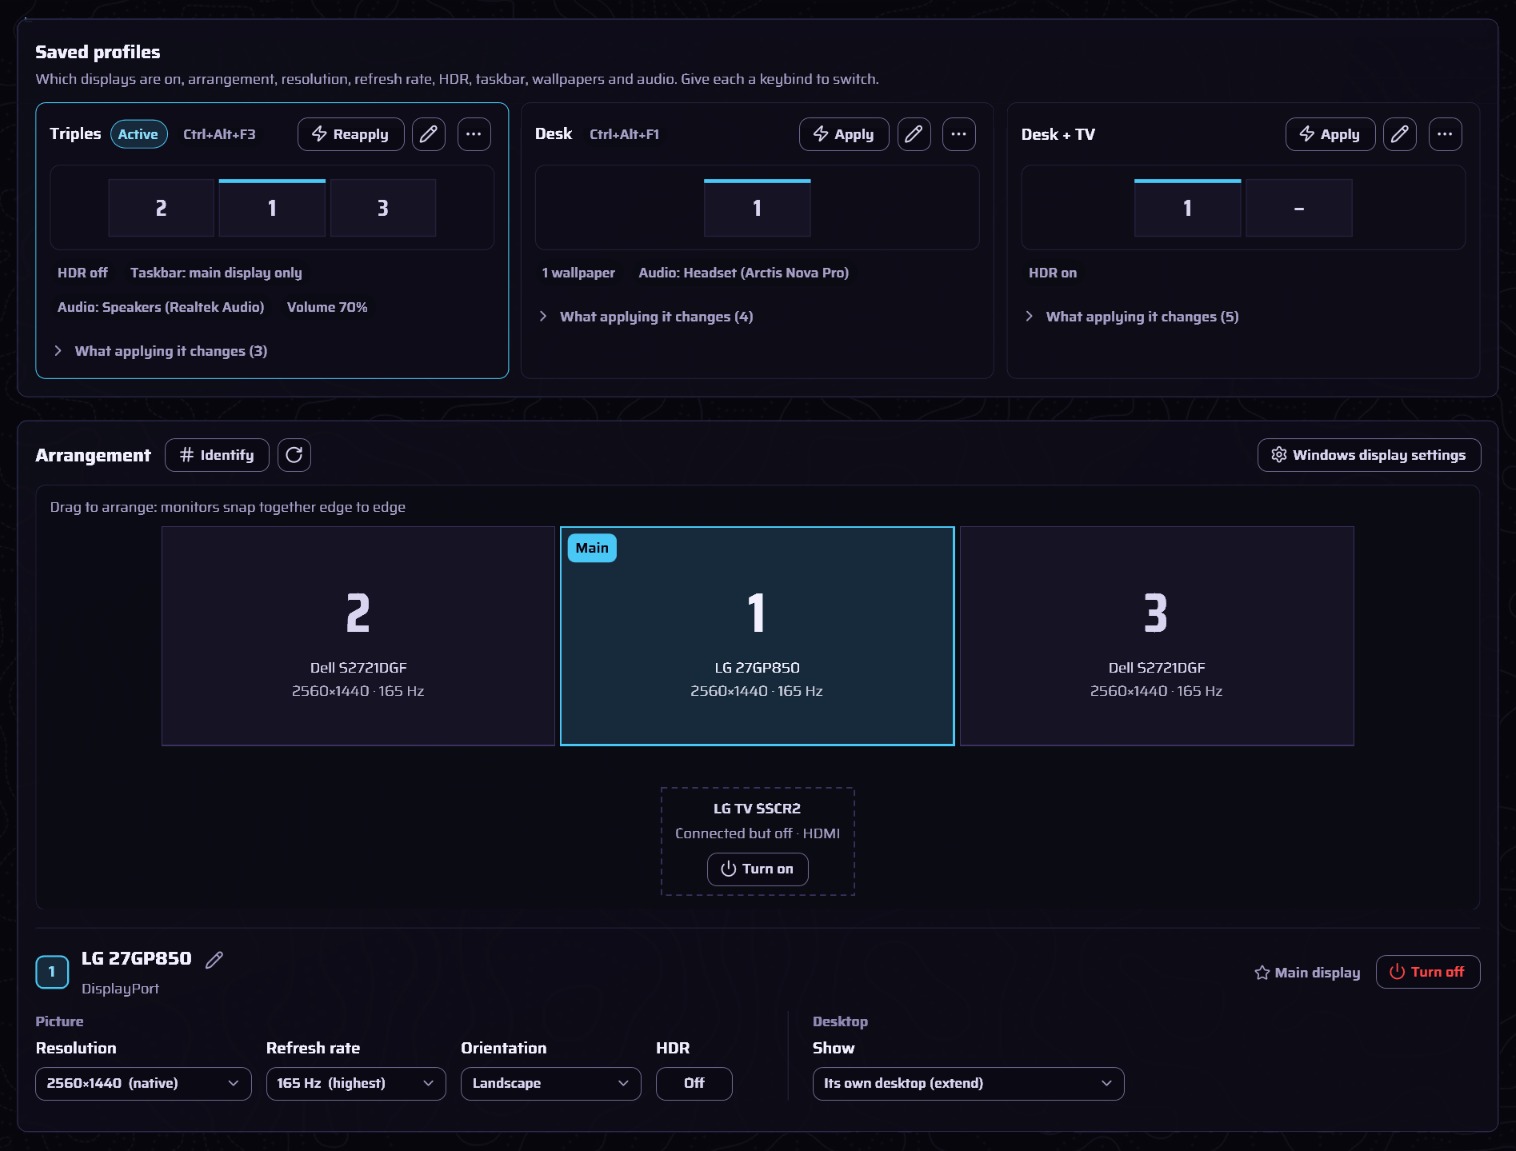 Saved profiles
Which displays are on, arrangement, resolution, refresh rate, HDR, taskbar, wallpapers and audio. Give each a keybind to switch.
Triples Active Ctrl+Alt+F3 Reapply
2 1 3
HDR off Taskbar: main display only
Audio: Speakers (Realtek Audio) Volume 70%
What applying it changes (3)
Desk Ctrl+Alt+F1 Apply
1
1 wallpaper Audio: Headset (Arctis Nova Pro)
What applying it changes (4)
Desk + TV Apply
1 –
HDR on
What applying it changes (5)
Arrangement # Identify Windows display settings
Drag to arrange: monitors snap together edge to edge
2
Dell S2721DGF
2560×1440 · 165 Hz
Main
1
LG 27GP850
2560×1440 · 165 Hz
3
Dell S2721DGF
2560×1440 · 165 Hz
LG TV SSCR2
Connected but off · HDMI
Turn on
1 LG 27GP850
DisplayPort
Main display Turn off
Picture
Resolution Refresh rate Orientation HDR
2560×1440 (native) 165 Hz (highest) Landscape Off
Desktop
Show
Its own desktop (extend)